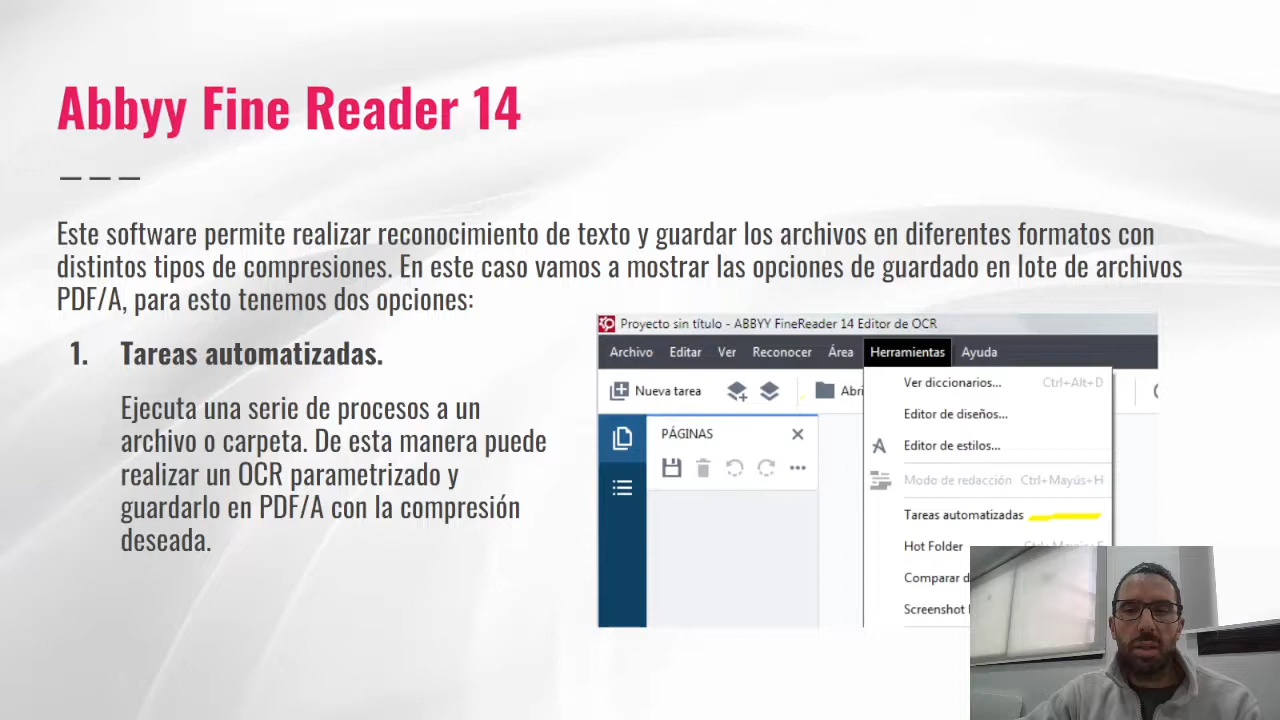 Abbyy Fine Reader 14
Este software permite realizar reconocimiento de texto y guardar los archivos en diferentes formatos con
distintos tipos de compresiones. En este caso vamos a mostrar las opciones de guardado en lote de archivos
PDF/A, para esto tenemos dos opciones:
1. Tareas automatizadas.
Ejecuta una serie de procesos a un
archivo o carpeta. De esta manera puede
realizar un OCR parametrizado y
guardarlo en PDF/A con la compresión
deseada.
Proyecto sin título - ABBYY FineReader 14 Editor de OCR
Archivo Editar Ver Reconocer Área Herramientas Ayuda
Nueva tarea Abri
PÁGINAS
Ver diccionarios... Ctrl+Alt+D
Editor de diseños...
Editor de estilos...
Modo de redacción Ctrl+Mayús+H
Tareas automatizadas
Hot Folder
Comparar d
Screenshot